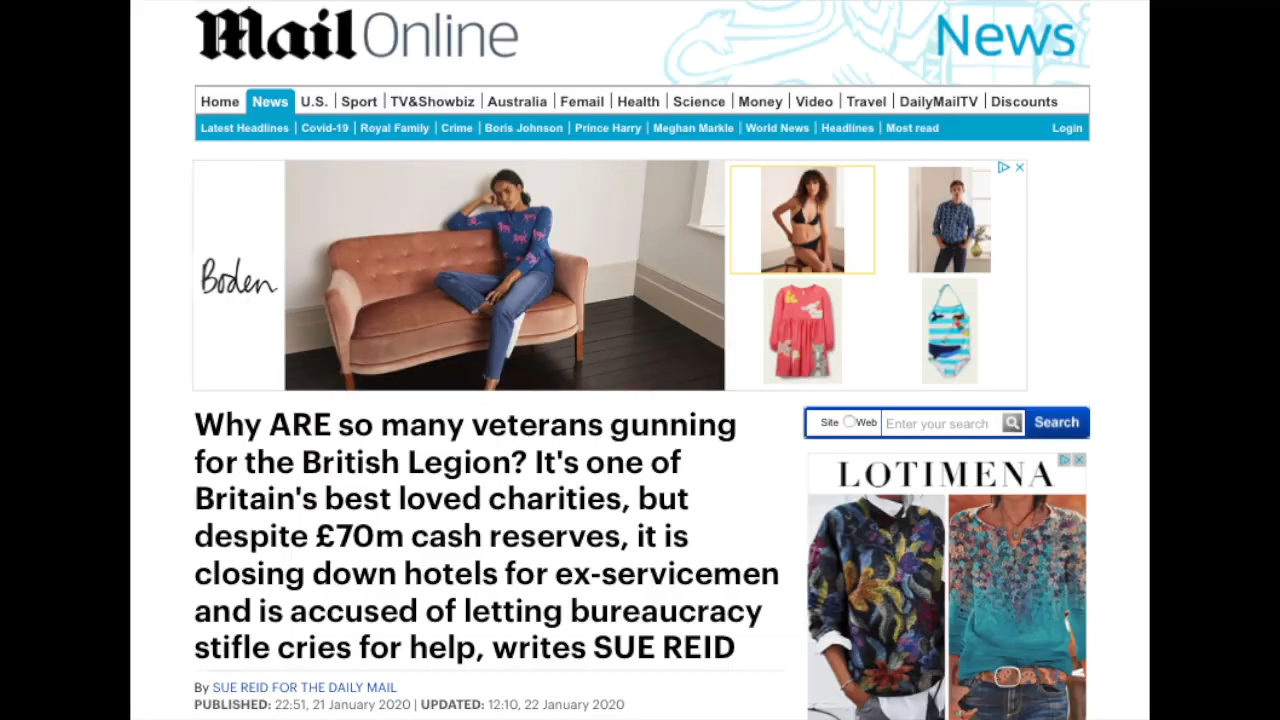 Mail Online
News
Home News U.S. Sport TV&Showbiz Australia Femail Health Science Money Video Travel DailyMailTV Discounts
Latest Headlines Covid-19 Royal Family Crime Boris Johnson Prince Harry Meghan Markle World News Headlines Most read Login
Boden
Why ARE so many veterans gunning
for the British Legion? It's one of
Britain's best loved charities, but
despite £70m cash reserves, it is
closing down hotels for ex-servicemen
and is accused of letting bureaucracy
stifle cries for help, writes SUE REID
By SUE REID FOR THE DAILY MAIL
PUBLISHED: 22:51, 21 January 2020 | UPDATED: 12:10, 22 January 2020
Site Web Enter your search Search
LOTIMENA